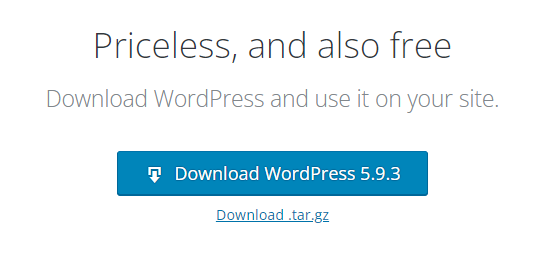 Priceless, and also free
Download WordPress and use it on your site.
Download WordPress 5.9.3
Download .tar.gz